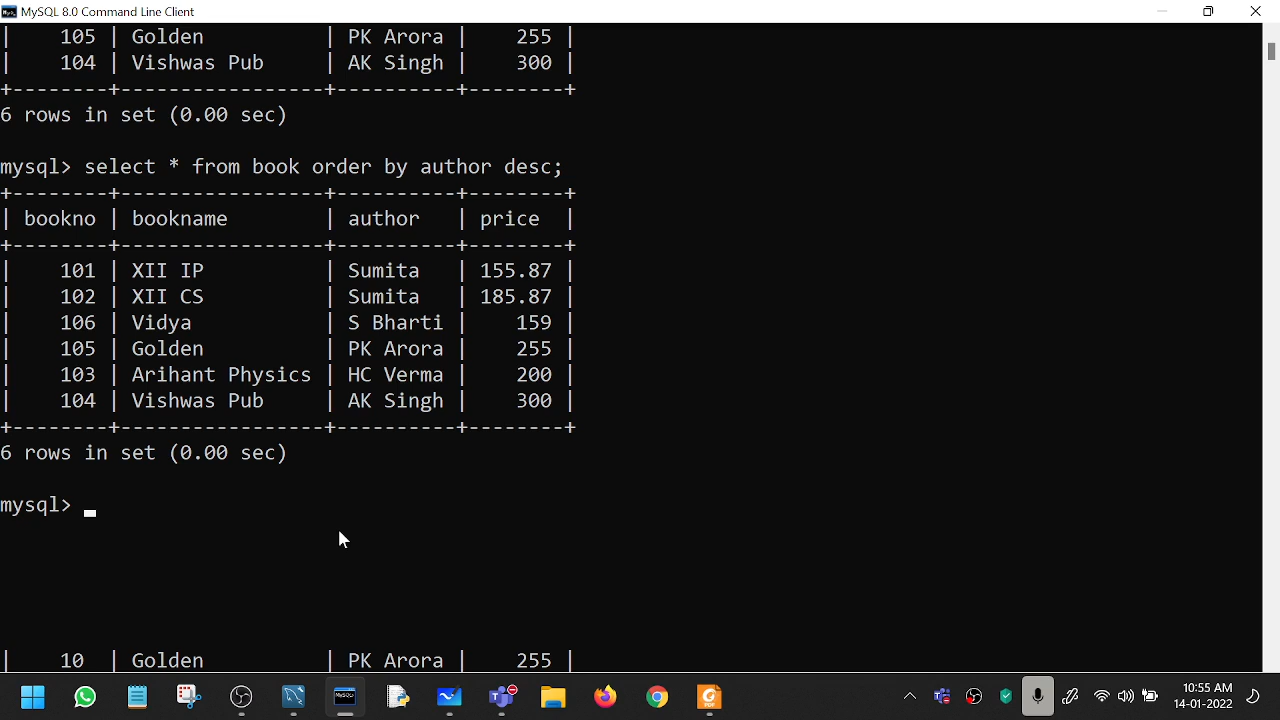 MySQL 8.0 Command Line Client
|     105 | Golden          | PK Arora |    255 |
|     104 | Vishwas Pub     | AK Singh |    300 |
+--------+-----------------+----------+--------+
6 rows in set (0.00 sec)
mysql> select * from book order by author desc;
+--------+-----------------+----------+--------+
| bookno | bookname        | author   | price  |
+--------+-----------------+----------+--------+
|    101 | XII IP          | Sumita   | 155.87 |
|    102 | XII CS          | Sumita   | 185.87 |
|    106 | Vidya           | S Bharti |    159 |
|    105 | Golden          | PK Arora |    255 |
|    103 | Arihant Physics | HC Verma |    200 |
|    104 | Vishwas Pub     | AK Singh |    300 |
+--------+-----------------+----------+--------+
6 rows in set (0.00 sec)
mysql> _
|    10  | Golden          | PK Arora |    255 |
MySQL
PDF
10:55 AM
14-01-2022